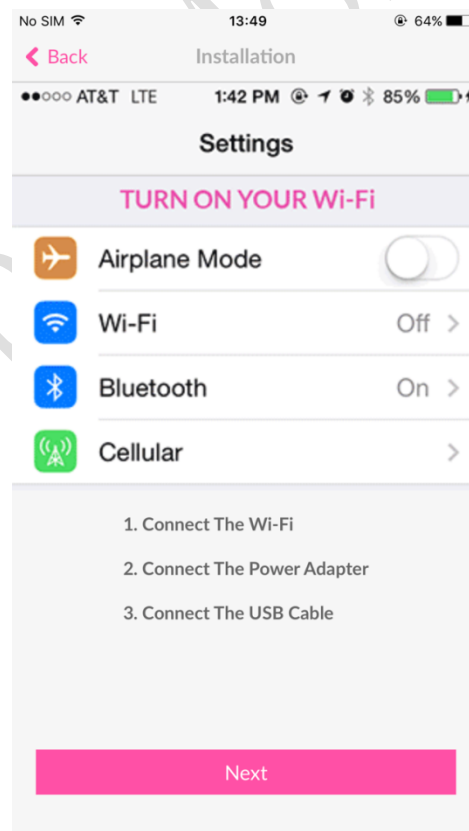 No SIM 13:49 64%
Back Installation
AT&T LTE 1:42 PM 85%
Settings
TURN ON YOUR Wi-Fi
Airplane Mode
Wi-Fi Off
Bluetooth On
Cellular
1. Connect The Wi-Fi
2. Connect The Power Adapter
3. Connect The USB Cable
Next